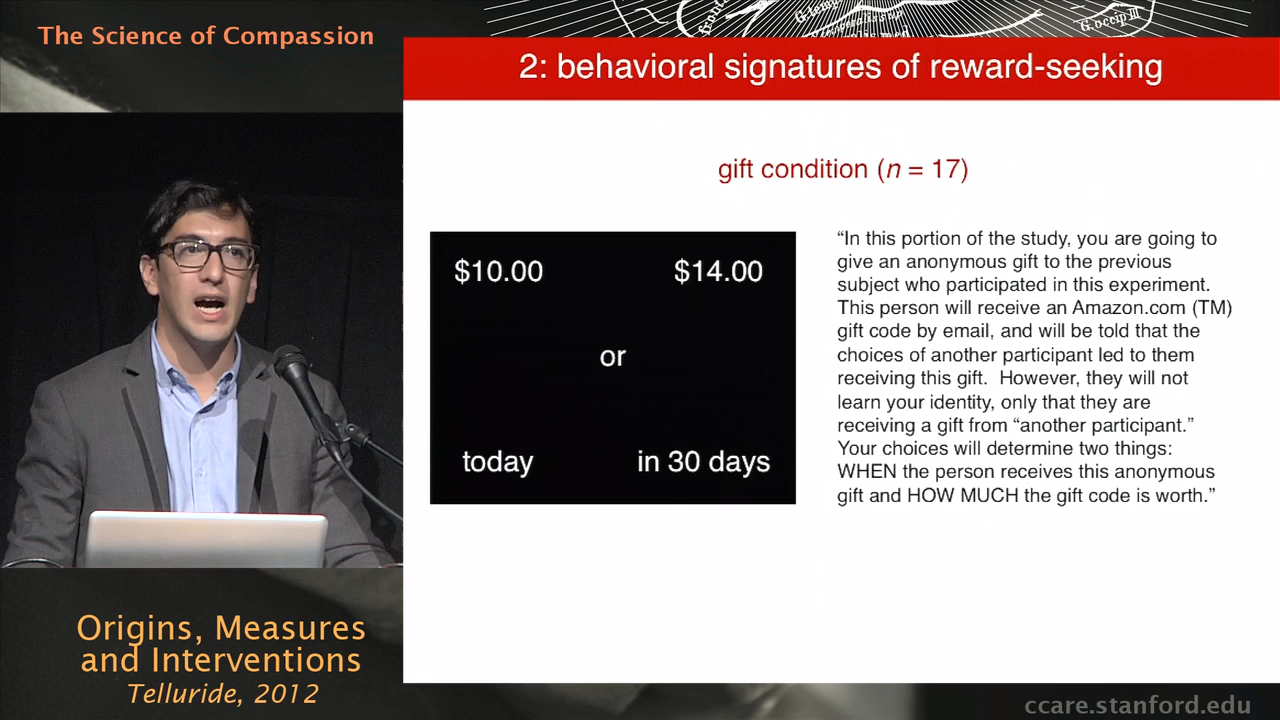 The Science of Compassion
G. occip III
2: behavioral signatures of reward-seeking
gift condition (n = 17)
$10.00 $14.00
or
today in 30 days
“In this portion of the study, you are going to
give an anonymous gift to the previous
subject who participated in this experiment.
This person will receive an Amazon.com (TM)
gift code by email, and will be told that the
choices of another participant led to them
receiving this gift.  However, they will not
learn your identity, only that they are
receiving a gift from “another participant.”
Your choices will determine two things:
WHEN the person receives this anonymous
gift and HOW MUCH the gift code is worth.”
Origins, Measures
and Interventions
Telluride, 2012
ccare.stanford.edu